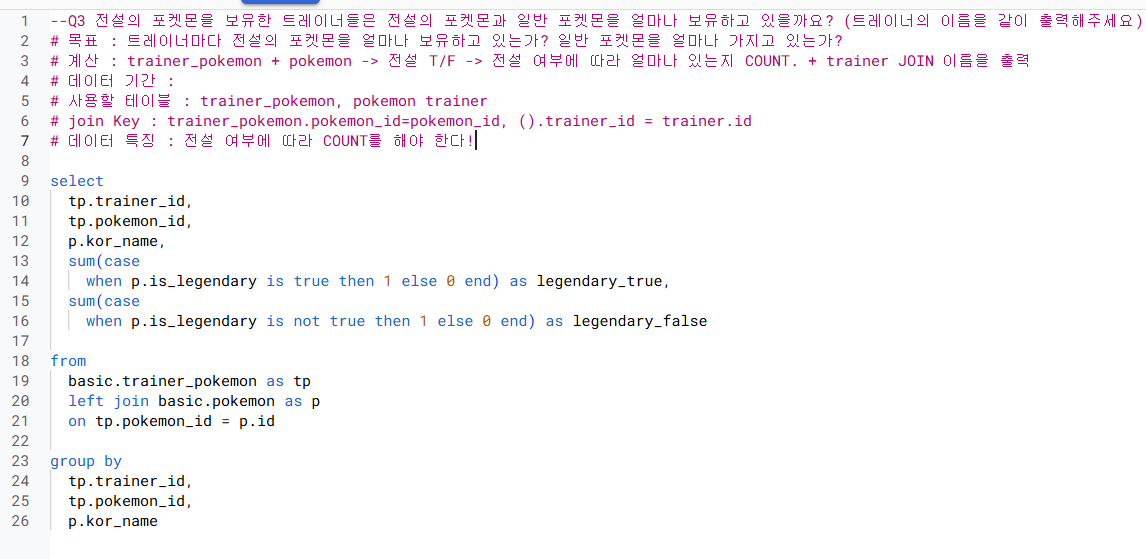 1 --Q3 전설의 포켓몬을 보유한 트레이너들은 전설의 포켓몬과 일반 포켓몬을 얼마나 보유하고 있을까요? (트레이너의 이름을 같이 출력해주세요)
2 # 목표 : 트레이너마다 전설의 포켓몬을 얼마나 보유하고 있는가? 일반 포켓몬을 얼마나 가지고 있는가?
3 # 계산 : trainer_pokemon + pokemon -> 전설 T/F -> 전설 여부에 따라 얼마나 있는지 COUNT. + trainer JOIN 이름을 출력
4 # 데이터 기간 :
5 # 사용할 테이블 : trainer_pokemon, pokemon trainer
6 # join Key : trainer_pokemon.pokemon_id=pokemon_id, ().trainer_id = trainer.id
7 # 데이터 특징 : 전설 여부에 따라 COUNT를 해야 한다!
8
9 select
10 tp.trainer_id,
11 tp.pokemon_id,
12 p.kor_name,
13 sum(case
14 when p.is_legendary is true then 1 else 0 end) as legendary_true,
15 sum(case
16 when p.is_legendary is not true then 1 else 0 end) as legendary_false
17
18 from
19 basic.trainer_pokemon as tp
20 left join basic.pokemon as p
21 on tp.pokemon_id = p.id
22
23 group by
24 tp.trainer_id,
25 tp.pokemon_id,
26 p.kor_name